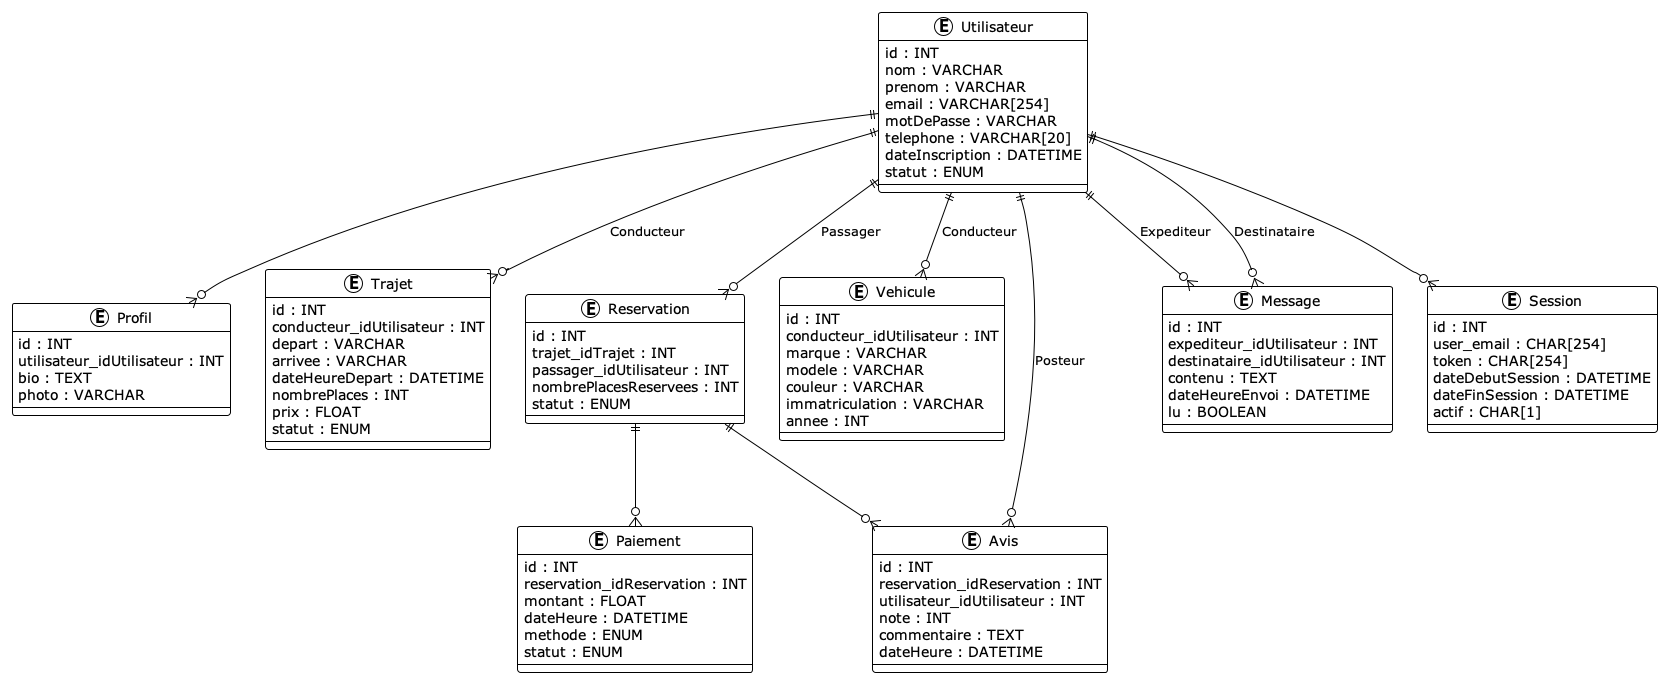 E Utilisateur
id : INT
nom : VARCHAR
prenom : VARCHAR
email : VARCHAR[254]
motDePasse : VARCHAR
telephone : VARCHAR[20]
dateInscription : DATETIME
statut : ENUM
Conducteur
Passager
Conducteur
Expediteur
Destinataire
E Profil
id : INT
utilisateur_idUtilisateur : INT
bio : TEXT
photo : VARCHAR
E Trajet
id : INT
conducteur_idUtilisateur : INT
depart : VARCHAR
arrivee : VARCHAR
dateHeureDepart : DATETIME
nombrePlaces : INT
prix : FLOAT
statut : ENUM
E Reservation
id : INT
trajet_idTrajet : INT
passager_idUtilisateur : INT
nombrePlacesReservees : INT
statut : ENUM
E Vehicule
id : INT
conducteur_idUtilisateur : INT
marque : VARCHAR
modele : VARCHAR
couleur : VARCHAR
immatriculation : VARCHAR
annee : INT
Posteur
E Message
id : INT
expediteur_idUtilisateur : INT
destinataire_idUtilisateur : INT
contenu : TEXT
dateHeureEnvoi : DATETIME
lu : BOOLEAN
E Session
id : INT
user_email : CHAR[254]
token : CHAR[254]
dateDebutSession : DATETIME
dateFinSession : DATETIME
actif : CHAR[1]
E Paiement
id : INT
reservation_idReservation : INT
montant : FLOAT
dateHeure : DATETIME
methode : ENUM
statut : ENUM
E Avis
id : INT
reservation_idReservation : INT
utilisateur_idUtilisateur : INT
note : INT
commentaire : TEXT
dateHeure : DATETIME